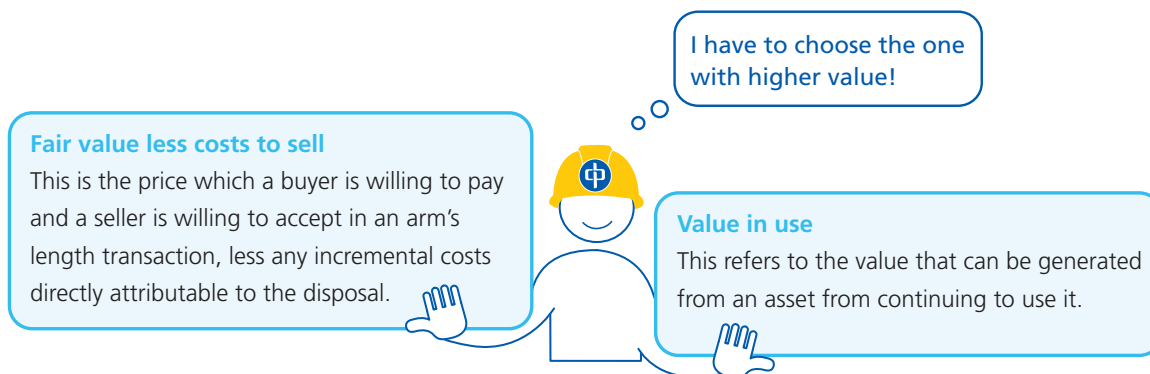 I have to choose the one
with higher value!
Fair value less costs to sell
This is the price which a buyer is willing to pay
and a seller is willing to accept in an arm's
length transaction, less any incremental costs
directly attributable to the disposal.
Value in use
This refers to the value that can be generated
from an asset from continuing to use it.